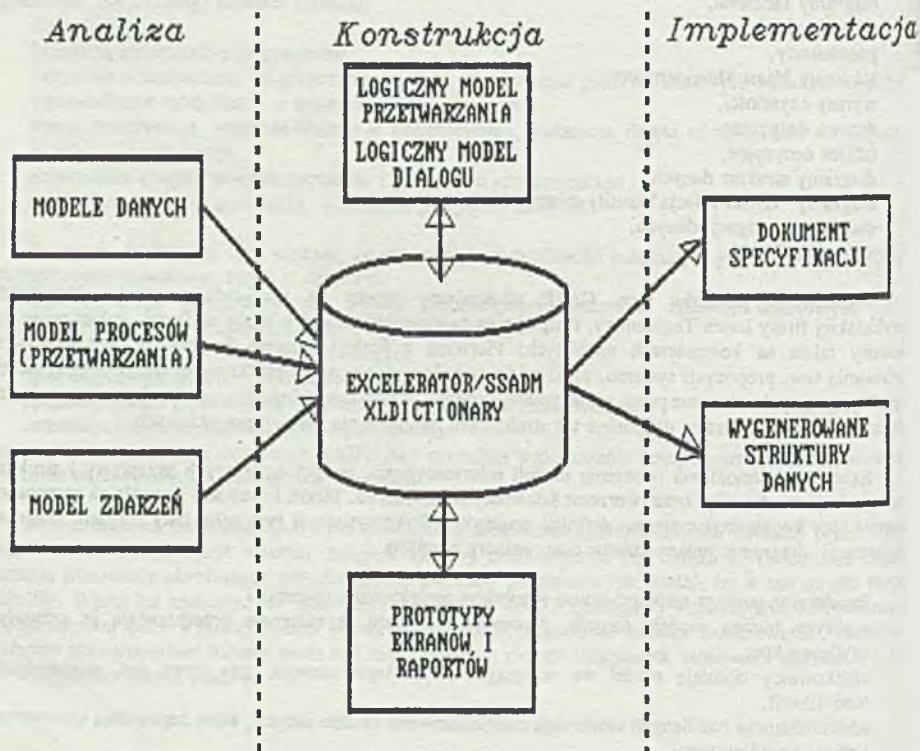 Analiza
Konstrukcja
Implementacja
LOGICZNY MODEL
PRZETWARZANIA
LOGICZNY MODEL
DIALOGU
MODELE DANYCH
MODEL PROCESÓW
(PRZETWARZANIA)
MODEL ZDARZEŃ
EXCELERATOR/SSADM
XLDICTIONARY
DOKUMENT
SPECYFIKACJI
WYGENEROWANE
STRUKTURY
DANYCH
PROTOTYPY
EKRANÓW, I
RAPORTÓW